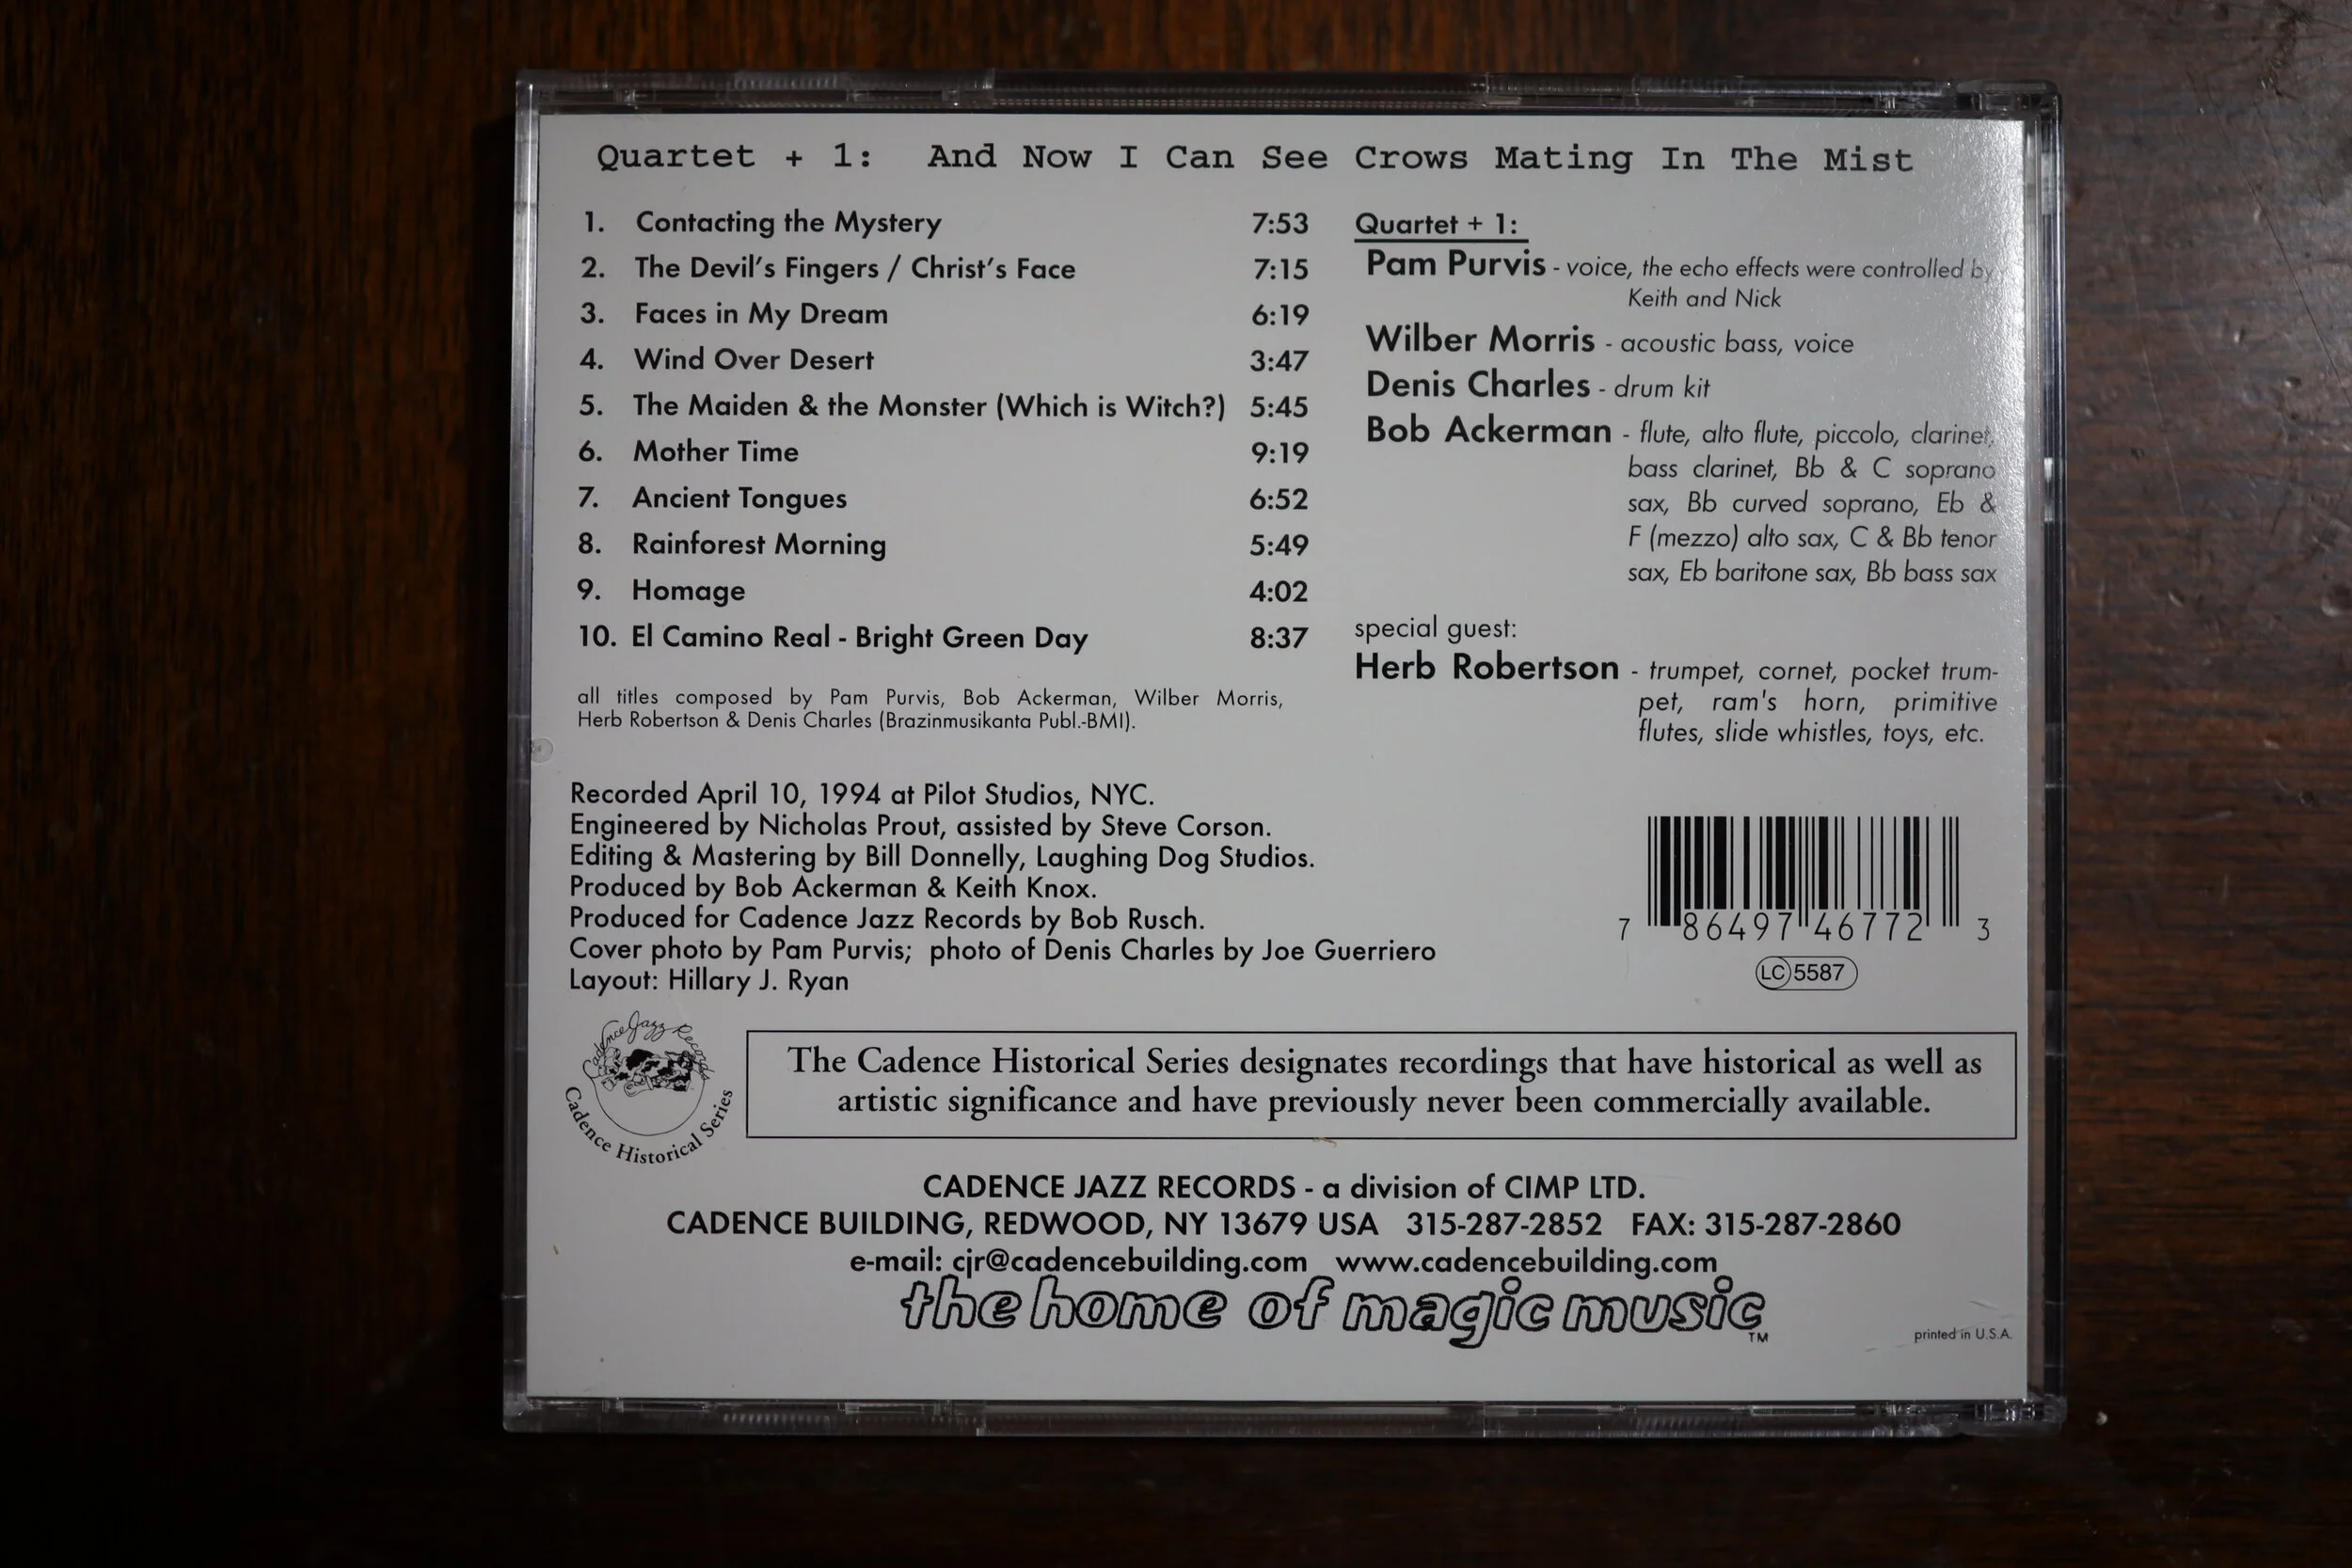 Quartet + 1: And Now I Can See Crows Mating In The Mist
1. Contacting the Mystery 7:53
2. The Devil's Fingers / Christ's Face 7:15
3. Faces in My Dream 6:19
4. Wind Over Desert 3:47
5. The Maiden & the Monster (Which is Witch?) 5:45
6. Mother Time 9:19
7. Ancient Tongues 6:52
8. Rainforest Morning 5:49
9. Homage 4:02
10. El Camino Real - Bright Green Day 8:37
all titles composed by Pam Purvis, Bob Ackerman, Wilber Morris,
Herb Robertson & Denis Charles (Brazinmusikanta Publ.-BMI).
Quartet + 1:
Pam Purvis - voice, the echo effects were controlled by
Keith and Nick
Wilber Morris - acoustic bass, voice
Denis Charles - drum kit
Bob Ackerman - flute, alto flute, piccolo, clarinet,
bass clarinet, Bb & C soprano
sax, Bb curved soprano, Eb &
F (mezzo) alto sax, C & Bb tenor
sax, Eb baritone sax, Bb bass sax
special guest:
Herb Robertson - trumpet, cornet, pocket trum-
pet, ram's horn, primitive
flutes, slide whistles, toys, etc.
Recorded April 10, 1994 at Pilot Studios, NYC.
Engineered by Nicholas Prout, assisted by Steve Corson.
Editing & Mastering by Bill Donnelly, Laughing Dog Studios.
Produced by Bob Ackerman & Keith Knox.
Produced for Cadence Jazz Records by Bob Rusch.
Cover photo by Pam Purvis; photo of Denis Charles by Joe Guerriero
Layout: Hillary J. Ryan
7 86497 46772 3
LC 5587
Cadence Jazz Records
Cadence Historical Series
The Cadence Historical Series designates recordings that have historical as well as
artistic significance and have previously never been commercially available.
CADENCE JAZZ RECORDS - a division of CIMP LTD.
CADENCE BUILDING, REDWOOD, NY 13679 USA 315-287-2852 FAX: 315-287-2860
e-mail: cjr@cadencebuilding.com www.cadencebuilding.com
the home of magic music™
printed in U.S.A.